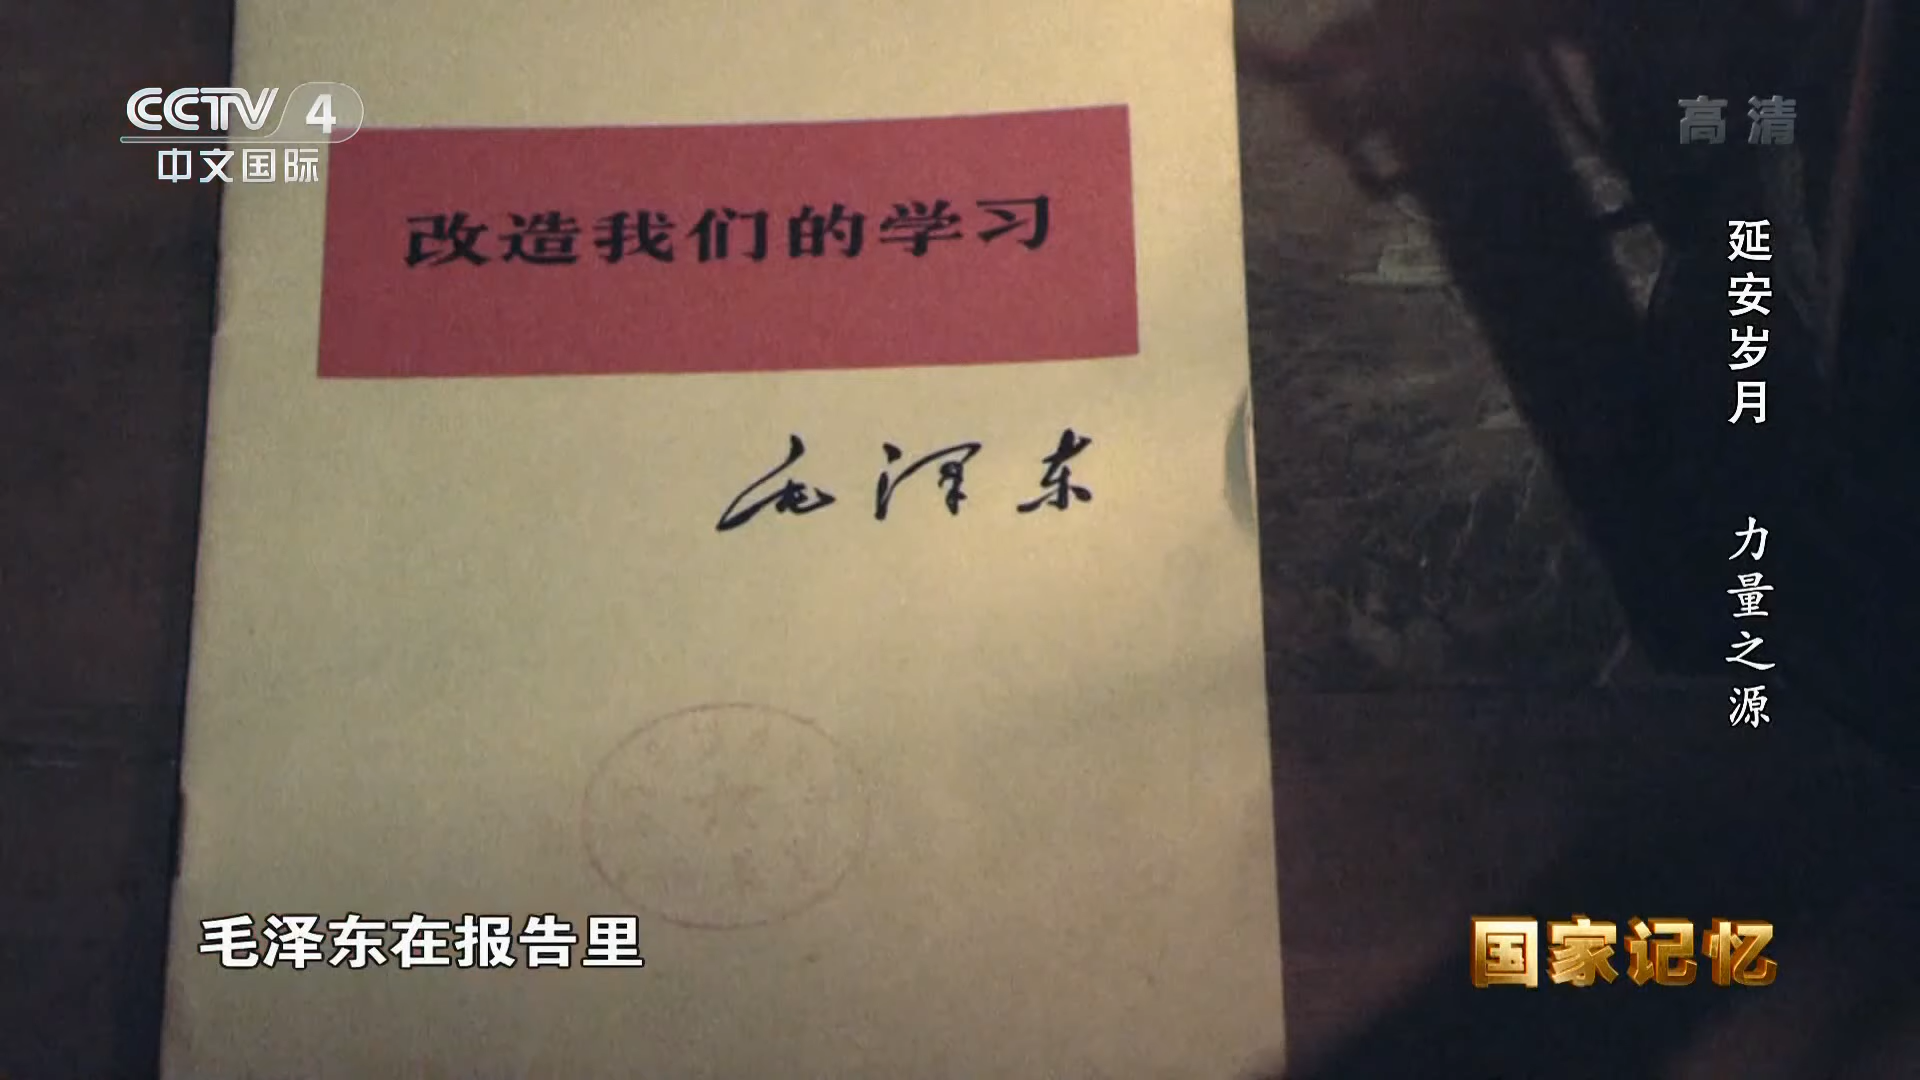 CCTV 4
中文国际
高清
改造我们的学习
毛泽东
延安岁月 力量之源
毛泽东在报告里
国家记忆